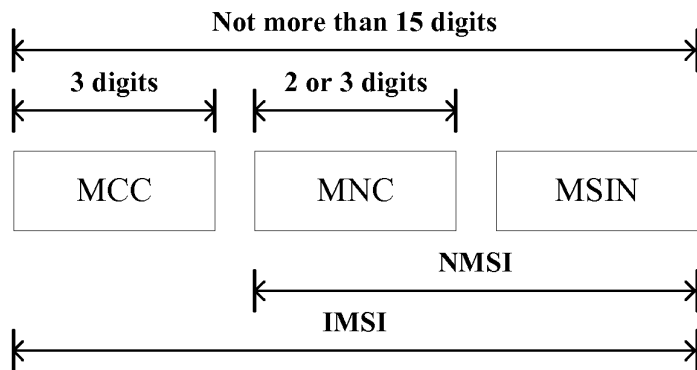 Not more than 15 digits
3 digits
2 or 3 digits
MCC
MNC
MSIN
NMSI
IMSI